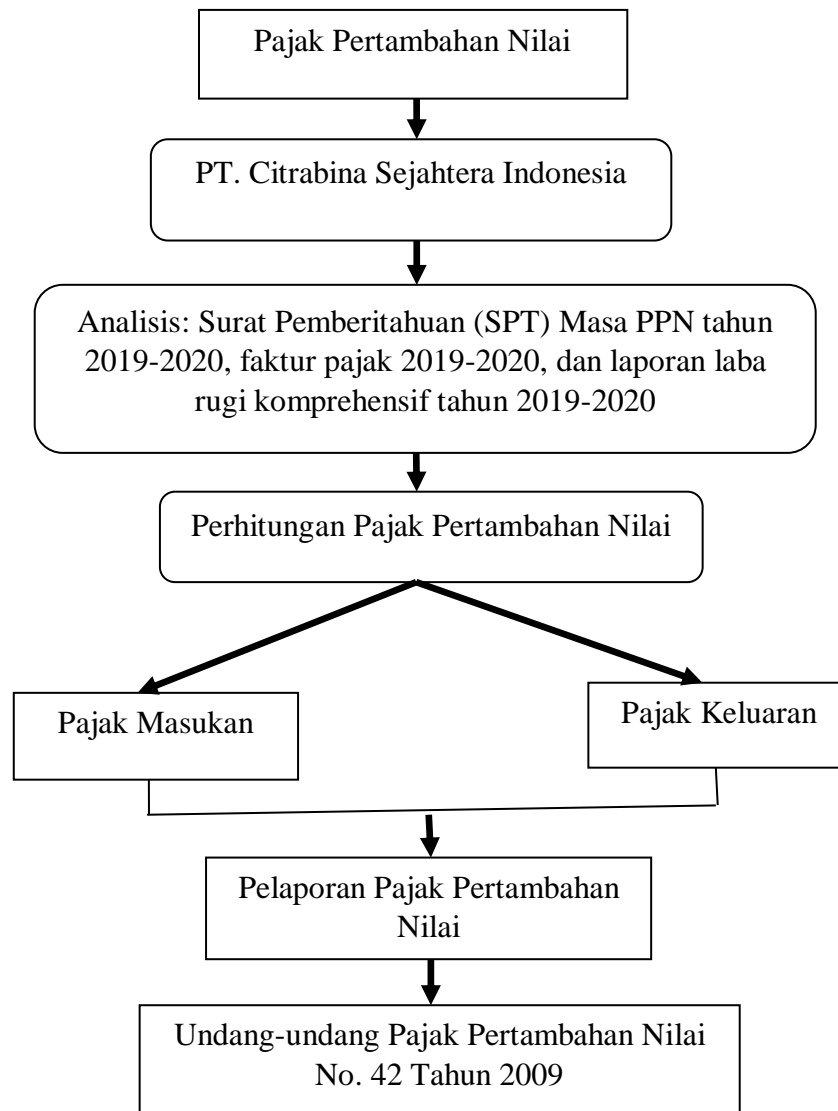 Pajak Pertambahan Nilai
PT. Citrabina Sejahtera Indonesia
Analisis: Surat Pemberitahuan (SPT) Masa PPN tahun
2019-2020, faktur pajak 2019-2020, dan laporan laba
rugi komprehensif tahun 2019-2020
Perhitungan Pajak Pertambahan Nilai
Pajak Masukan
Pajak Keluaran
Pelaporan Pajak Pertambahan
Nilai
Undang-undang Pajak Pertambahan Nilai
No. 42 Tahun 2009